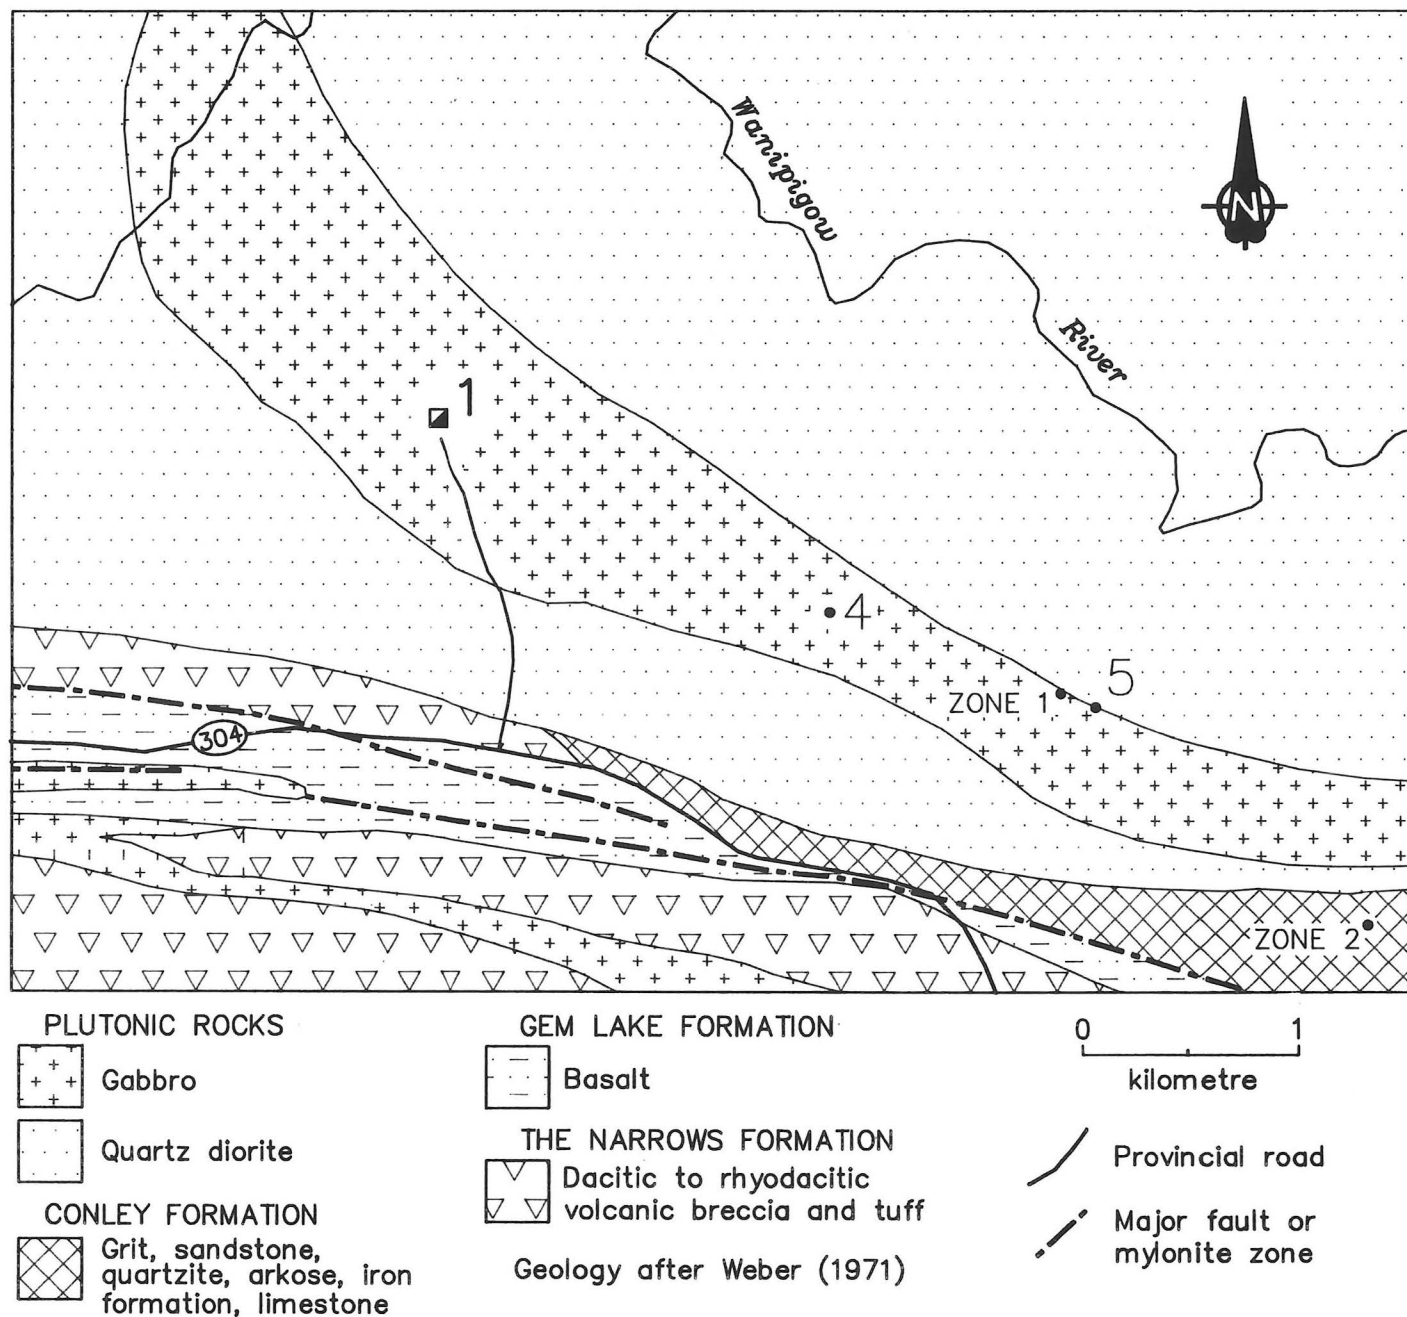 Wanipigow
N
River
1
4
5
ZONE 1
304
ZONE 2
PLUTONIC ROCKS
Gabbro
Quartz diorite
CONLEY FORMATION
Grit, sandstone,
quartzite, arkose, iron
formation, limestone
GEM LAKE FORMATION
Basalt
THE NARROWS FORMATION
Dacitic to rhyodacitic
volcanic breccia and tuff
Geology after Weber (1971)
0 1
kilometre
Provincial road
Major fault or
mylonite zone